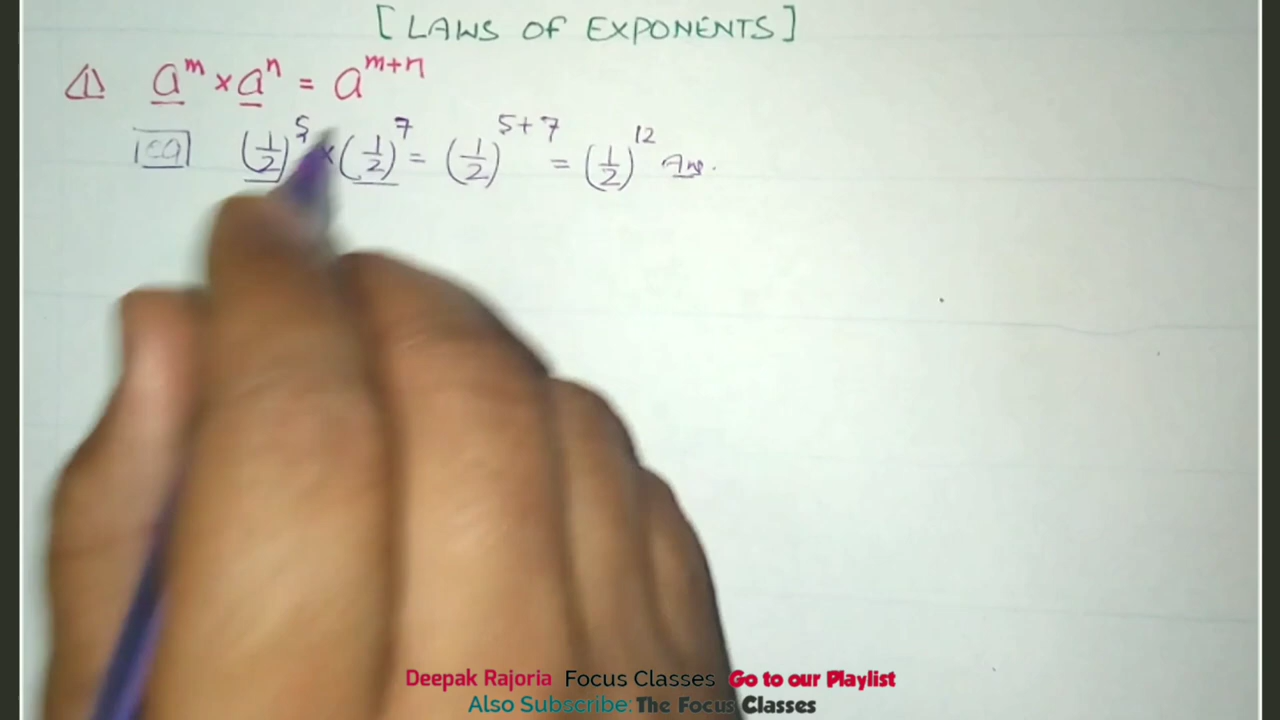 [LAWS OF EXPONENTS]
(1) a^m × a^n = a^(m+n)
(1/2)^5 × (1/2)^7 = (1/2)^(5+7) = (1/2)^12 Ans.
Deepak Rajoria Focus Classes Go to our Playlist
Also Subscribe: The Focus Classes